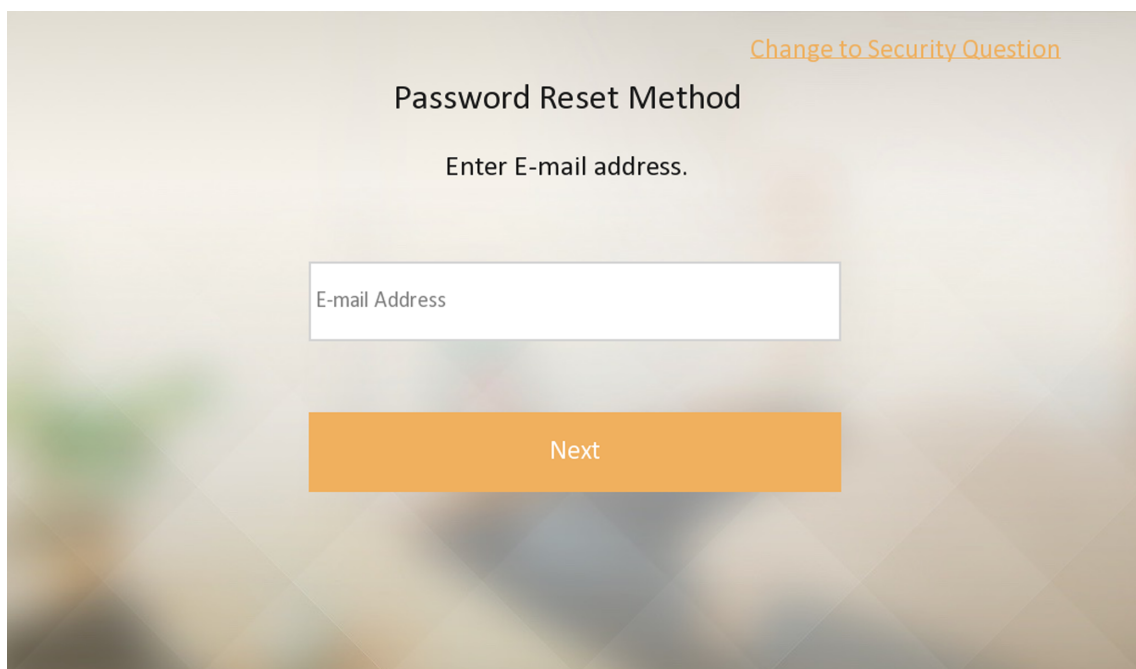 Change to Security Question
Password Reset Method
Enter E-mail address.
E-mail Address
Next